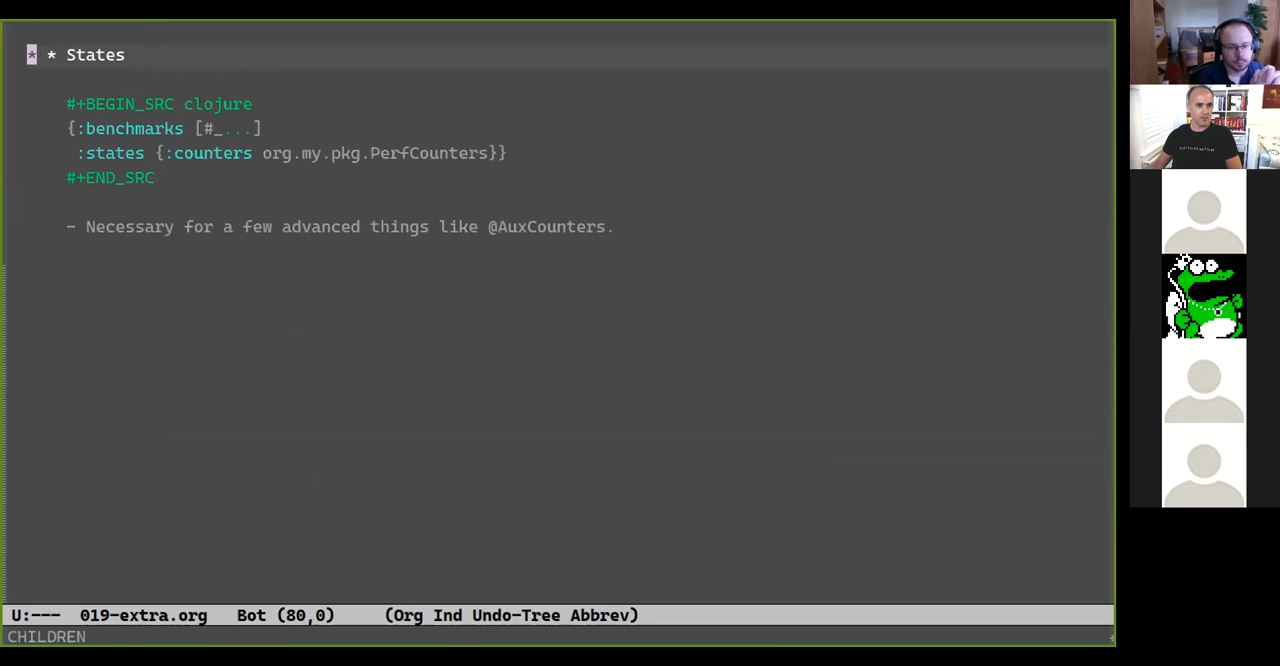 * * States
#+BEGIN_SRC clojure
{:benchmarks [#_...]
:states {:counters org.my.pkg.PerfCounters}}
#+END_SRC
- Necessary for a few advanced things like @AuxCounters.
U:--- 019-extra.org Bot (80,0) (Org Ind Undo-Tree Abbrev)
CHILDREN